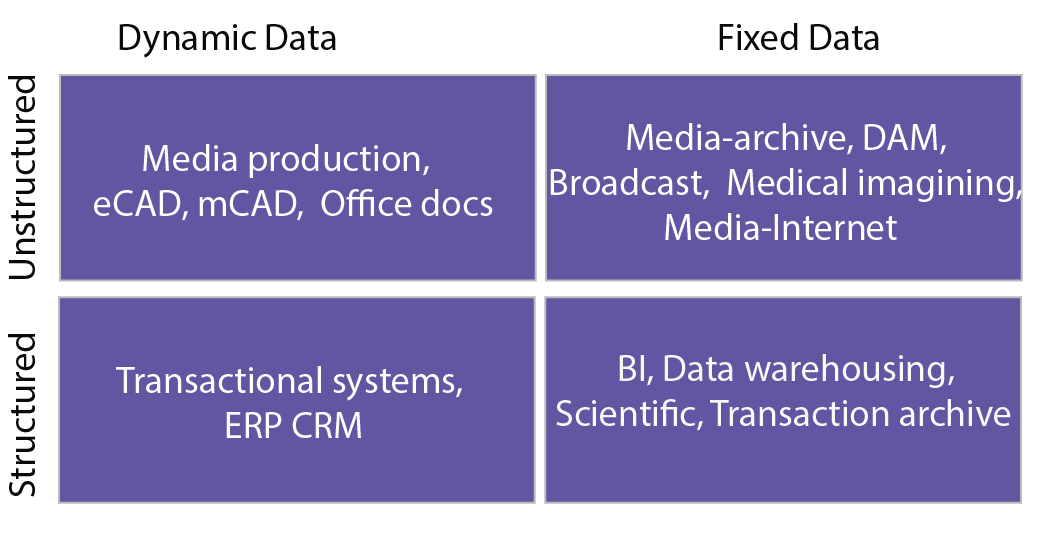 Dynamic Data
Fixed Data
Unstructured
Media production,
eCAD, mCAD, Office docs
Media-archive, DAM,
Broadcast, Medical imagining,
Media-Internet
Structured
Transactional systems,
ERP CRM
BI, Data warehousing,
Scientific, Transaction archive